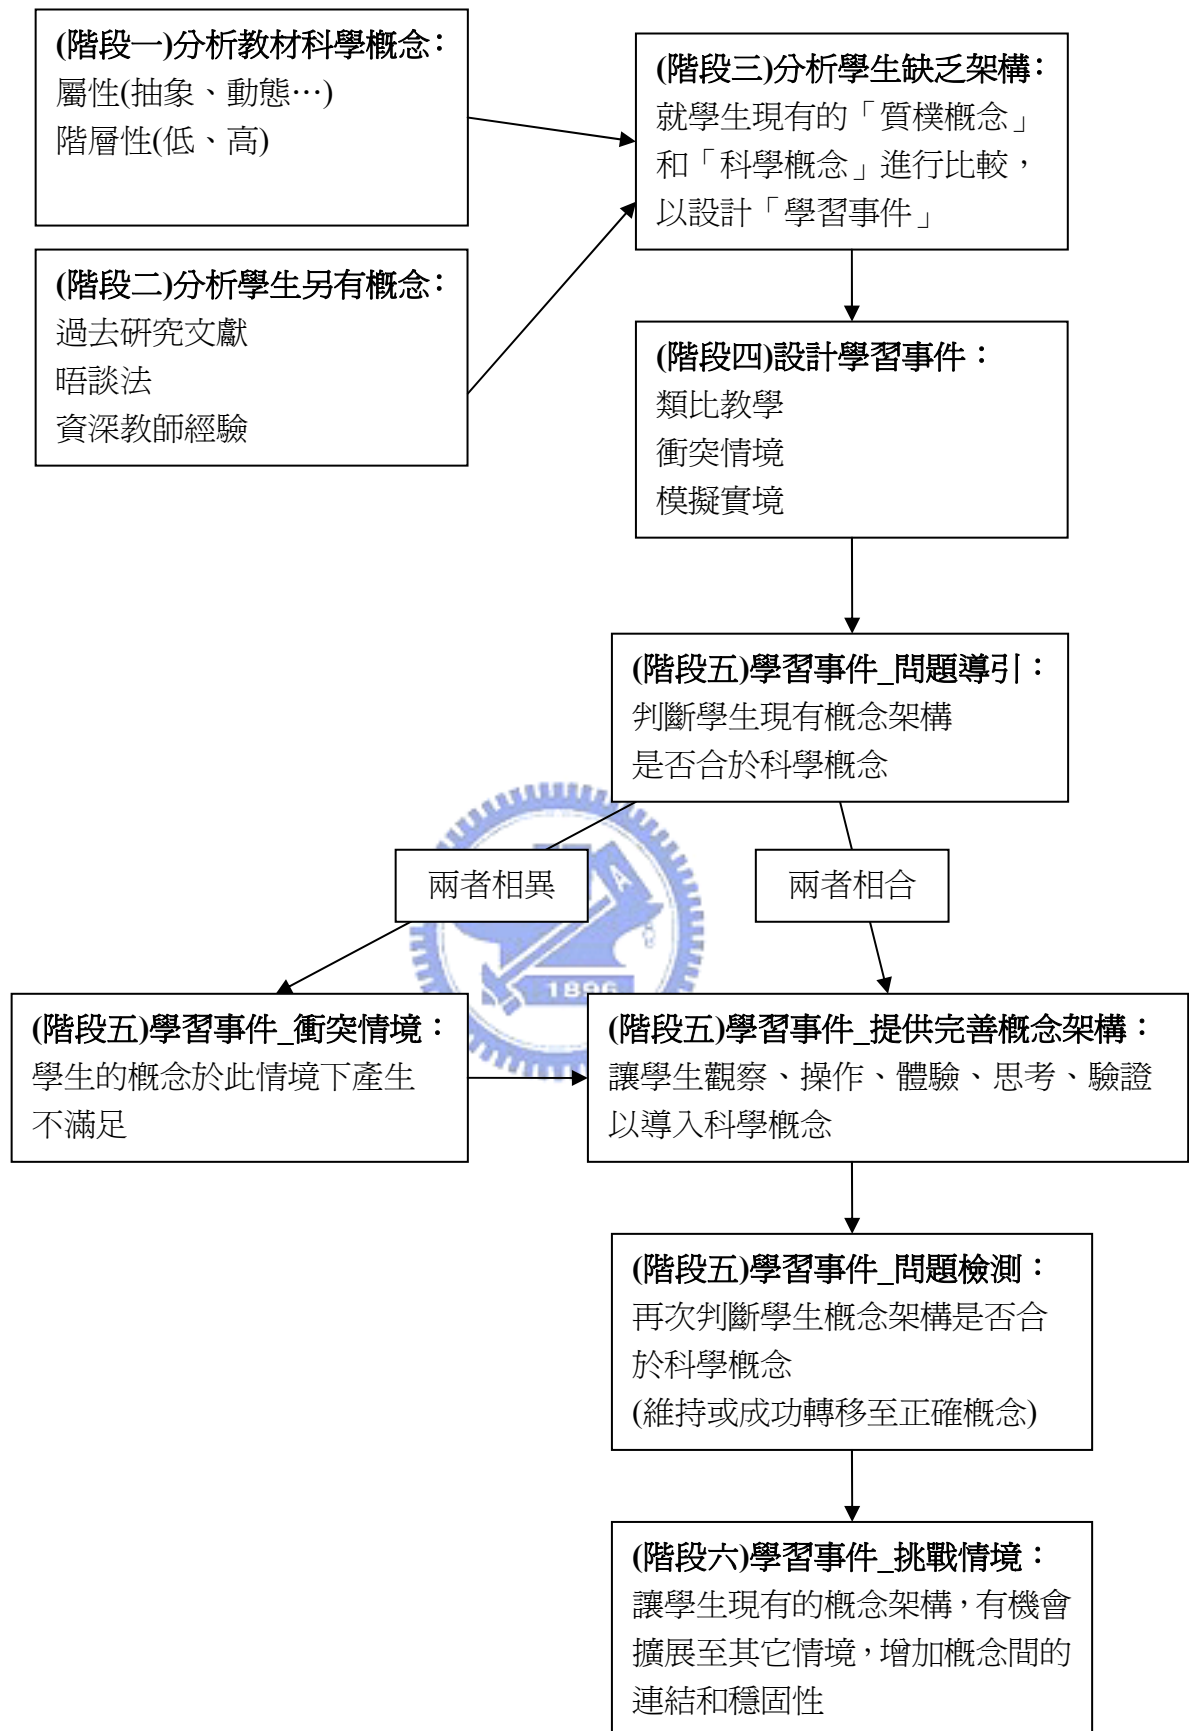 (階段一)分析教材科學概念:
屬性(抽象、動態…)
階層性(低、高)
(階段二)分析學生另有概念:
過去研究文獻
晤談法
資深教師經驗
(階段三)分析學生缺乏架構:
就學生現有的「質樸概念」
和「科學概念」進行比較，
以設計「學習事件」
(階段四)設計學習事件：
類比教學
衝突情境
模擬實境
(階段五)學習事件_問題導引：
判斷學生現有概念架構
是否合於科學概念
兩者相異
兩者相合
1896
(階段五)學習事件_衝突情境：
學生的概念於此情境下產生
不滿足
(階段五)學習事件_提供完善概念架構：
讓學生觀察、操作、體驗、思考、驗證
以導入科學概念
(階段五)學習事件_問題檢測：
再次判斷學生概念架構是否合
於科學概念
(維持或成功轉移至正確概念)
(階段六)學習事件_挑戰情境：
讓學生現有的概念架構，有機會
擴展至其它情境，增加概念間的
連結和穩固性